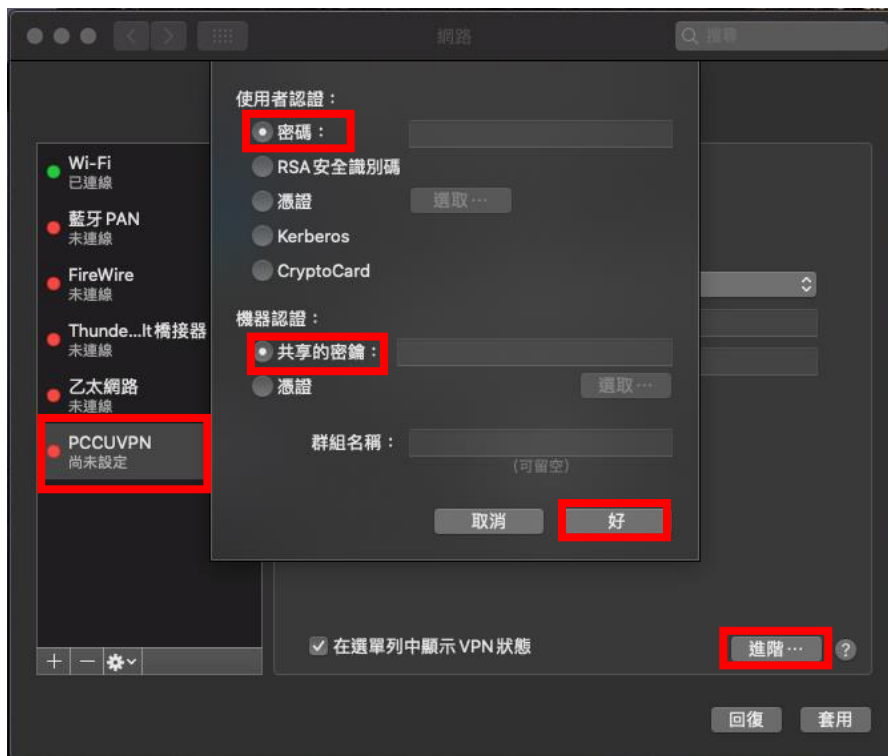 網路
搜尋
使用者認證：
密碼：
RSA安全識別碼
憑證
選取…
Kerberos
CryptoCard
機器認證：
共享的密鑰：
憑證
選取…
群組名稱：
(可留空)
取消
好
Wi-Fi
已連線
藍牙 PAN
未連線
FireWire
未連線
Thunde...lt橋接器
未連線
乙太網路
未連線
PCCUVPN
尚未設定
在選單列中顯示 VPN 狀態
進階…
?
回復
套用